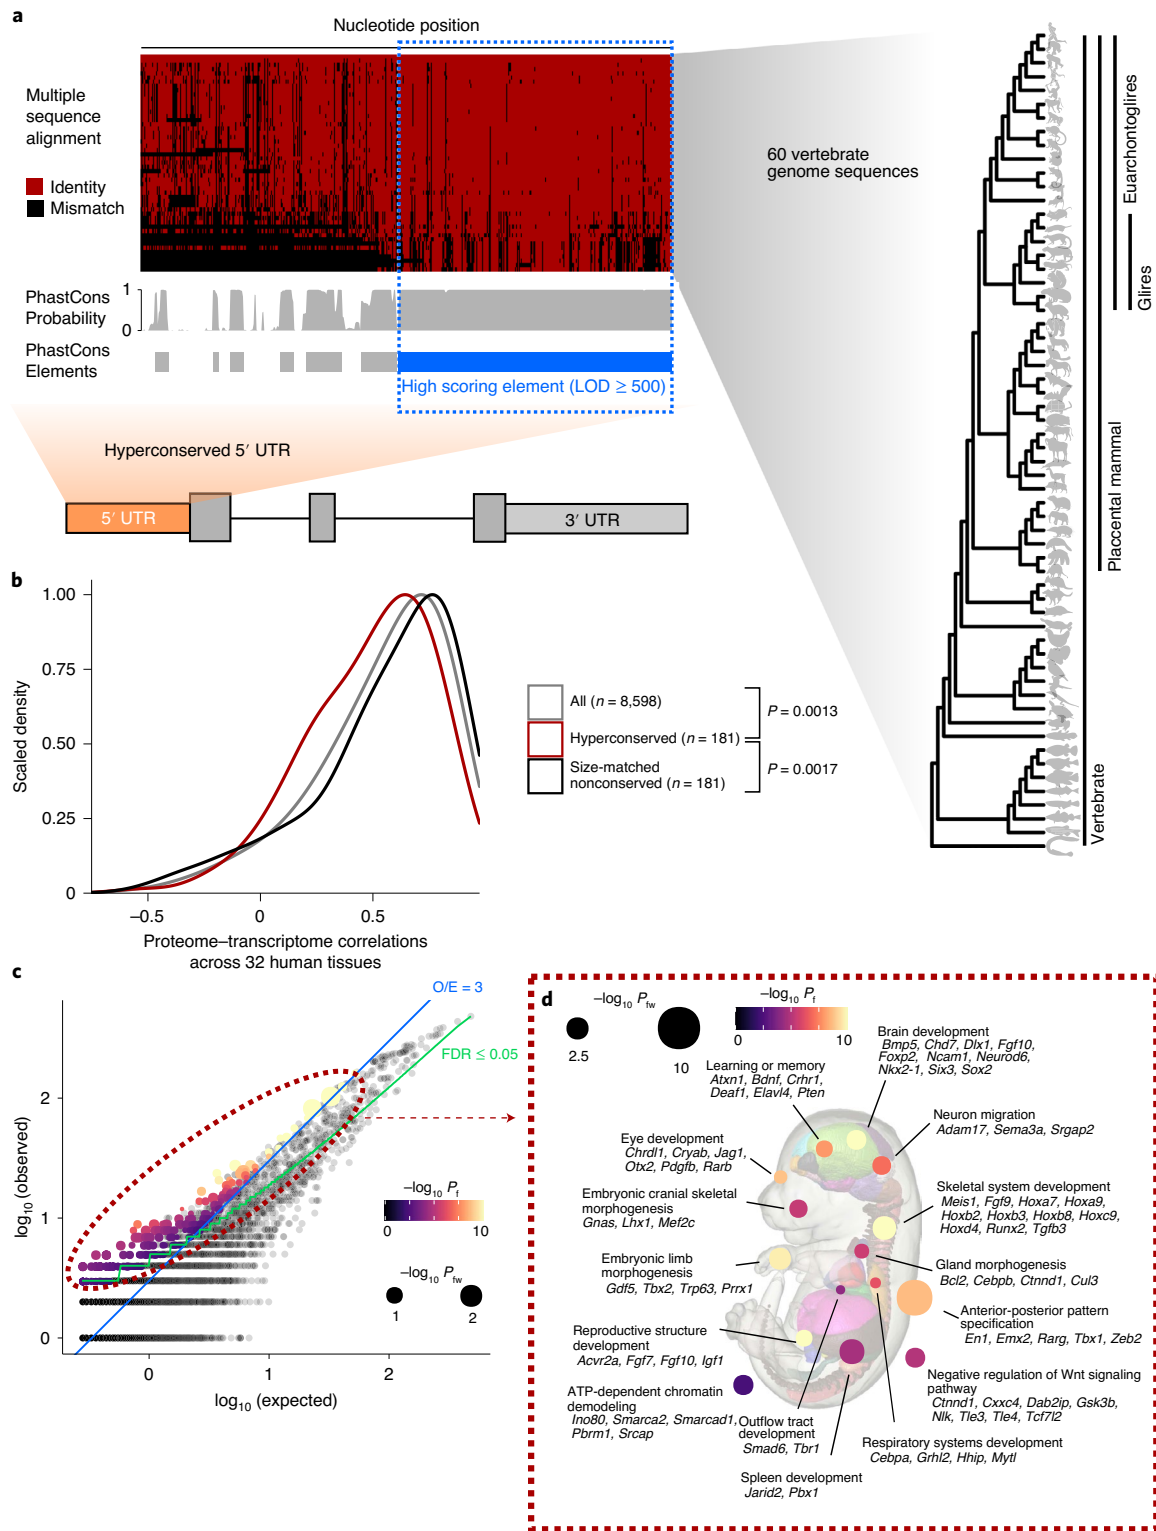 a
Nucleotide position
Multiple
sequence
alignment
Identity
Mismatch
60 vertebrate
genome sequences
PhastCons
Probability
1
0
PhastCons
Elements
High scoring element (LOD ≥ 500)
Hyperconserved 5′ UTR
5′ UTR
3′ UTR
Euarchontoglires
Glires
Placcental mammal
Vertebrate
b
Scaled density
1.00
0.75
0.50
0.25
0
−0.5
0
0.5
Proteome–transcriptome correlations
across 32 human tissues
All (n = 8,598)
Hyperconserved (n = 181)
Size-matched
nonconserved (n = 181)
P = 0.0013
P = 0.0017
c
O/E = 3
FDR ≤ 0.05
log10 (observed)
2
1
0
0
1
2
log10 (expected)
−log10 Pf
0
10
−log10 Pfw
1
2
d
−log10 Pfw
2.5
10
−log10 Pf
0
10
Brain development
Bmp5, Chd7, Dlx1, Fgf10,
Foxp2, Ncam1, Neurod6,
Nkx2-1, Six3, Sox2
Learning or memory
Atxn1, Bdnf, Crhr1,
Deaf1, Elavl4, Pten
Neuron migration
Adam17, Sema3a, Srgap2
Eye development
Chrdl1, Cryab, Jag1,
Otx2, Pdgfb, Rarb
Skeletal system development
Meis1, Fgf9, Hoxa7, Hoxa9,
Hoxb2, Hoxb3, Hoxb8, Hoxc9,
Hoxd4, Runx2, Tgfb3
Embryonic cranial skeletal
morphogenesis
Gnas, Lhx1, Mef2c
Gland morphogenesis
Bcl2, Cebpb, Ctnnd1, Cul3
Embryonic limb
morphogenesis
Gdf5, Tbx2, Trp63, Prrx1
Anterior-posterior pattern
specification
En1, Emx2, Rarg, Tbx1, Zeb2
Reproductive structure
development
Acvr2a, Fgf7, Fgf10, Igf1
Negative regulation of Wnt signaling
pathway
Ctnnd1, Cxxc4, Dab2ip, Gsk3b,
Nlk, Tle3, Tle4, Tcf7l2
ATP-dependent chromatin
demodeling
Ino80, Smarca2, Smarcad1,
Pbrm1, Srcap
Outflow tract
development
Smad6, Tbr1
Respiratory systems development
Cebpa, Grhl2, Hhip, Mytl
Spleen development
Jarid2, Pbx1